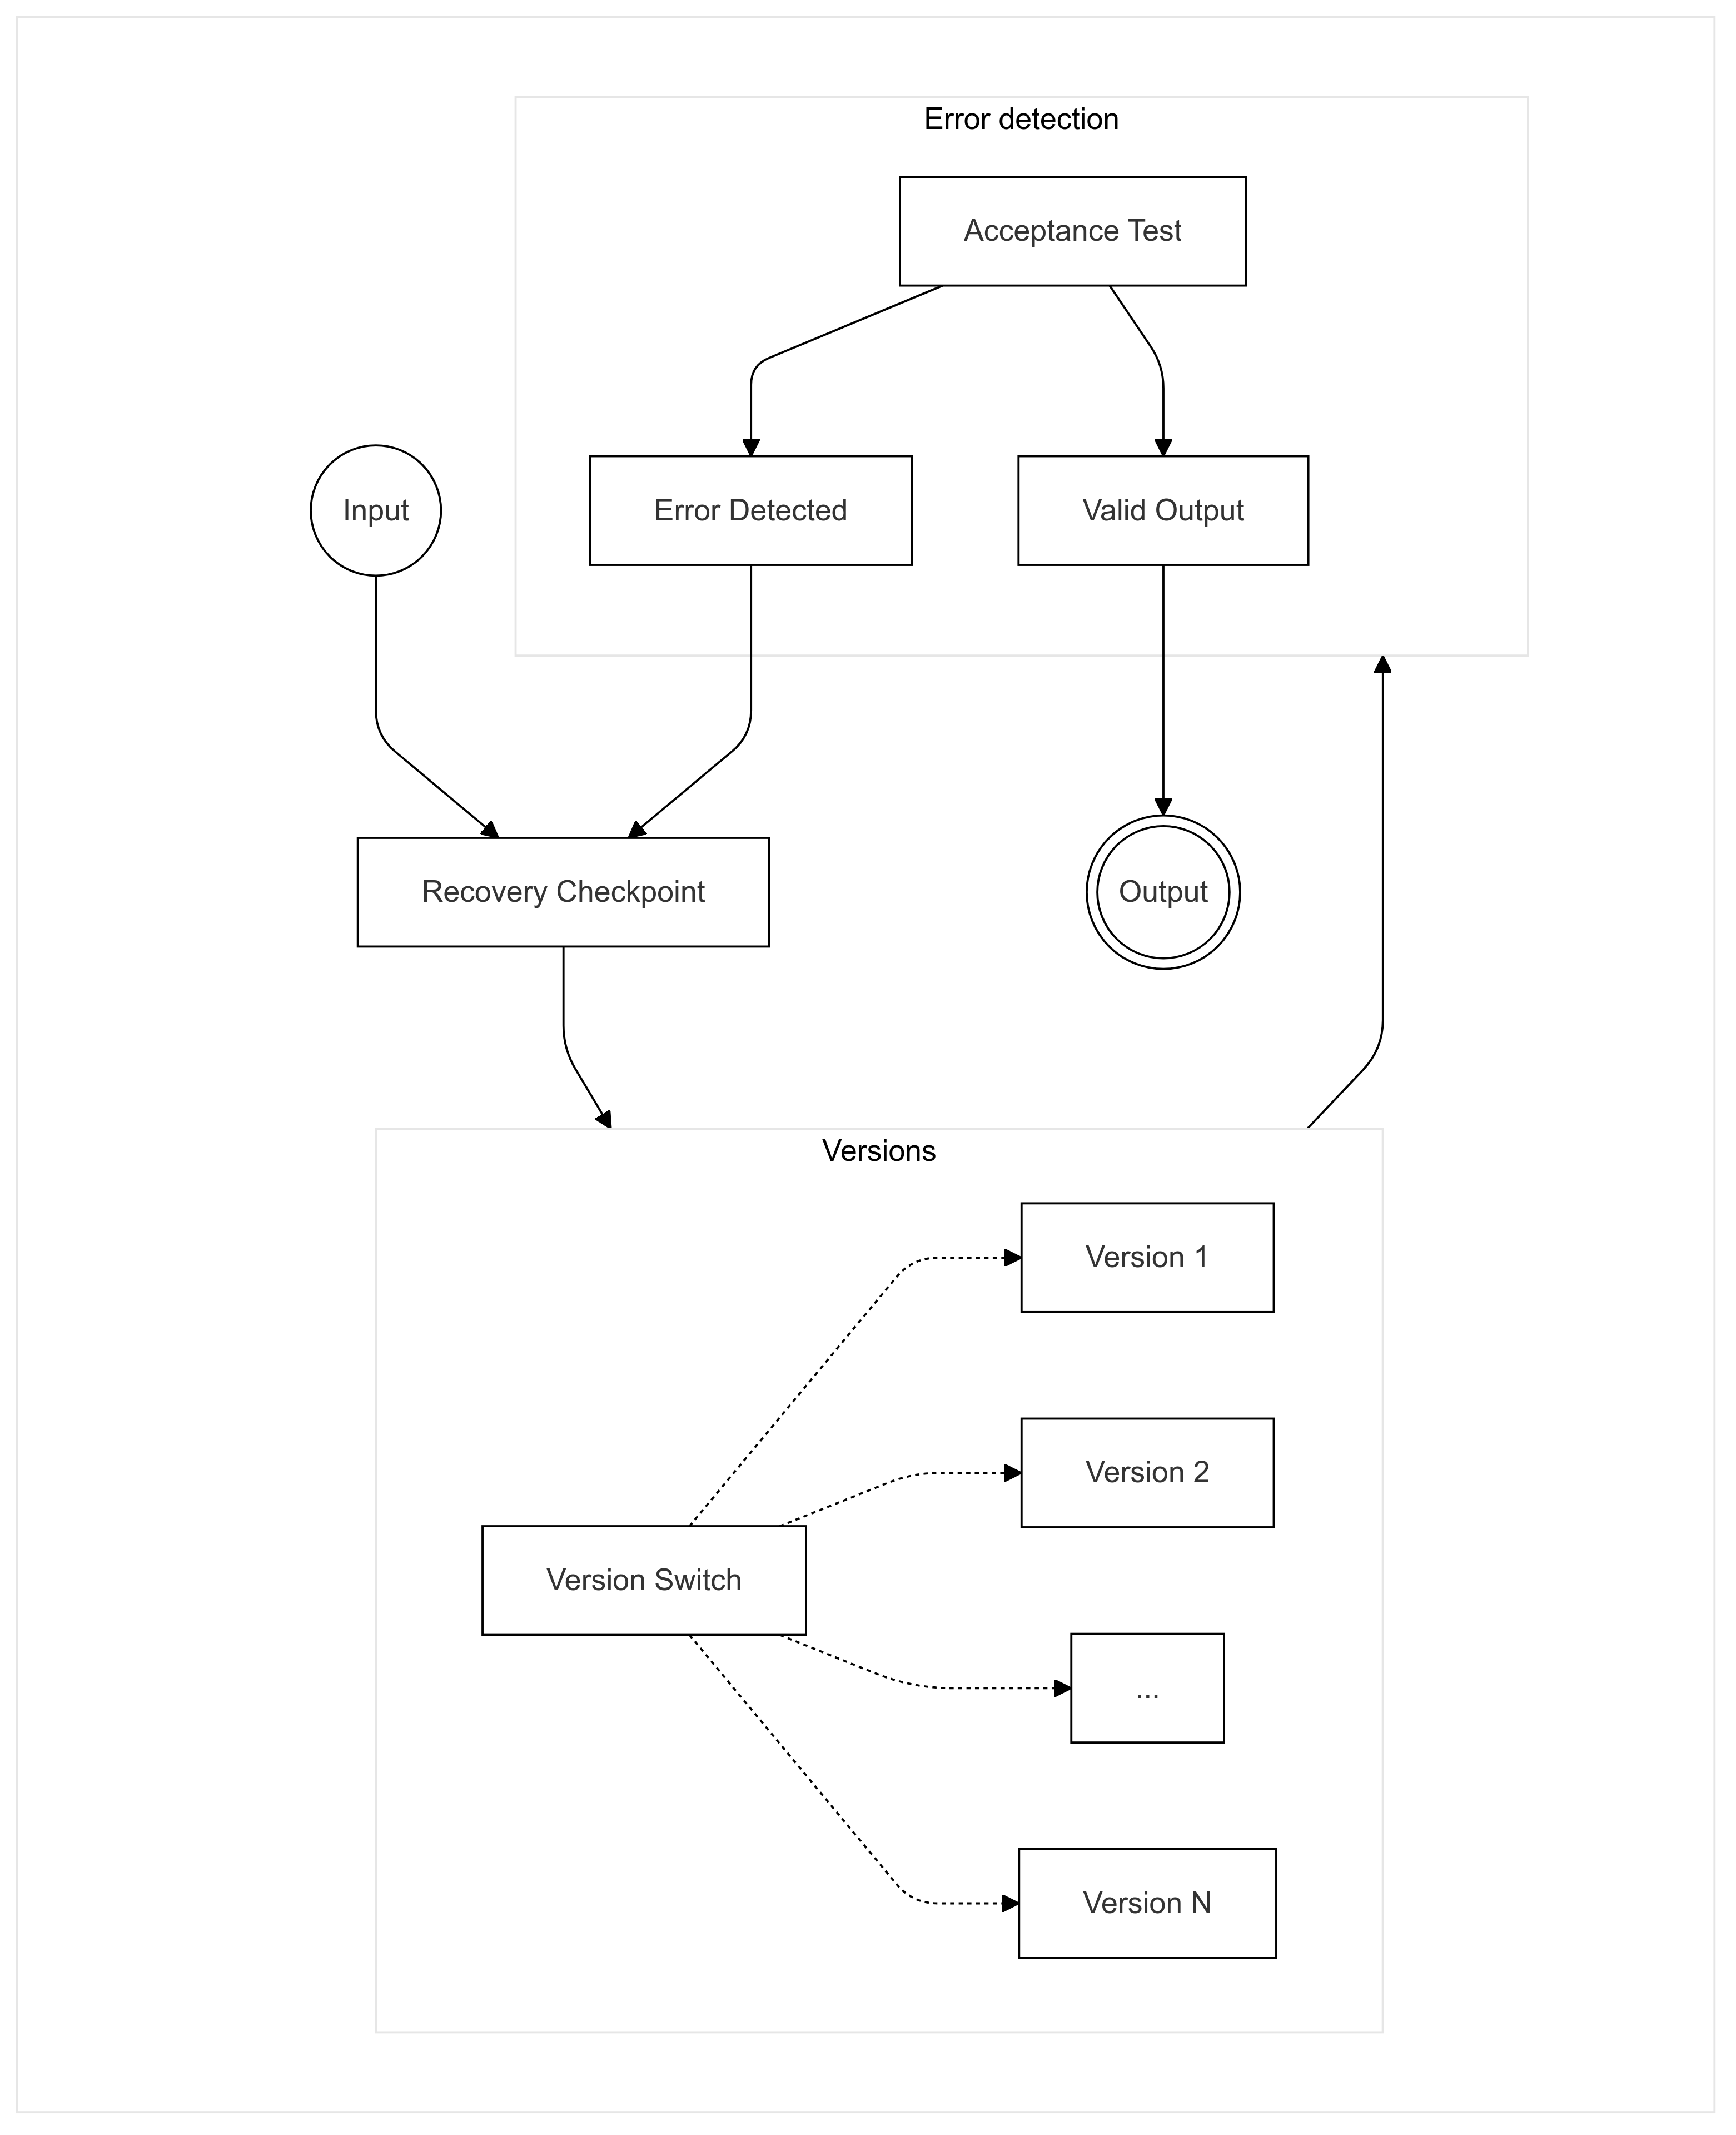 Error detection
Acceptance Test
Input
Error Detected
Valid Output
Recovery Checkpoint
Output
Versions
Version 1
Version 2
Version Switch
...
Version N